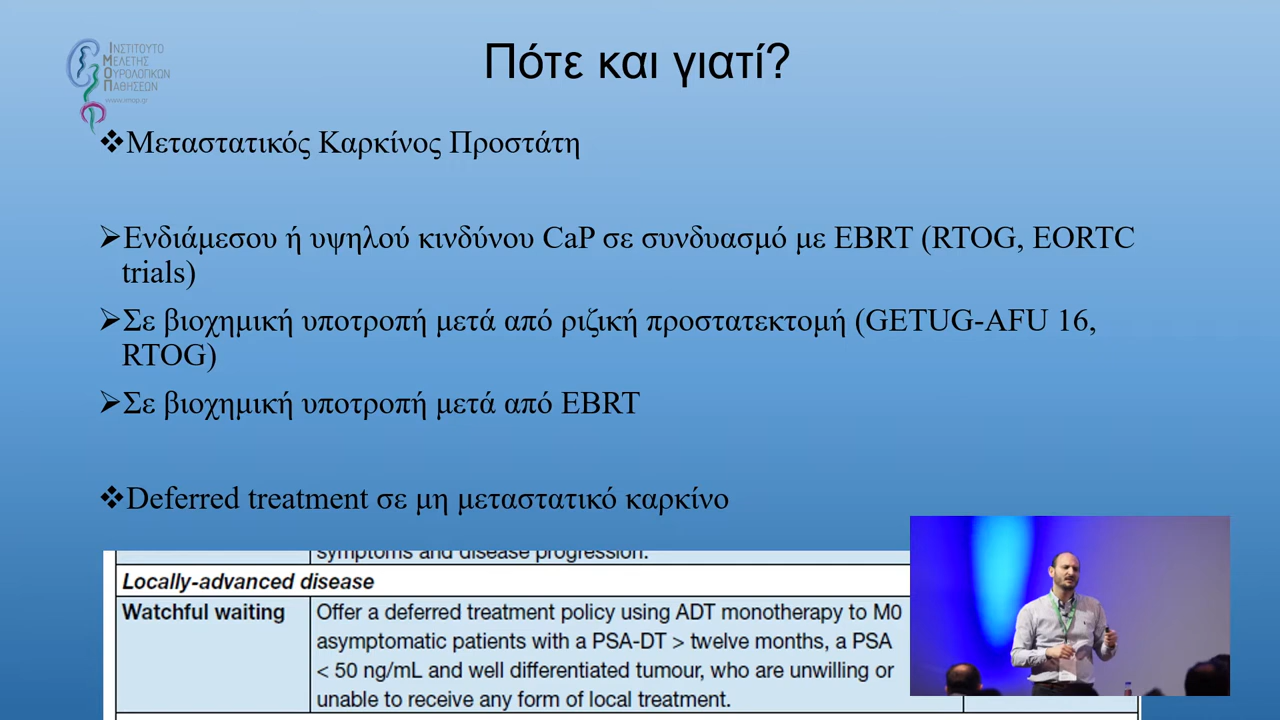 ΙΝΣΤΙΤΟΥΤΟ
ΜΕΛΕΤΗΣ
ΟΥΡΟΛΟΓΙΚΩΝ
ΠΑΘΗΣΕΩΝ
www.imop.gr
Πότε και γιατί?
❖Μεταστατικός Καρκίνος Προστάτη
➢Ενδιάμεσου ή υψηλού κινδύνου CaP σε συνδυασμό με EBRT (RTOG, EORTC
trials)
➢Σε βιοχημική υποτροπή μετά από ριζική προστατεκτομή (GETUG-AFU 16,
RTOG)
➢Σε βιοχημική υποτροπή μετά από EBRT
❖Deferred treatment σε μη μεταστατικό καρκίνο
symptoms and disease progression.
Locally-advanced disease
Watchful waiting
Offer a deferred treatment policy using ADT monotherapy to M0
asymptomatic patients with a PSA-DT > twelve months, a PSA
< 50 ng/mL and well differentiated tumour, who are unwilling or
unable to receive any form of local treatment.